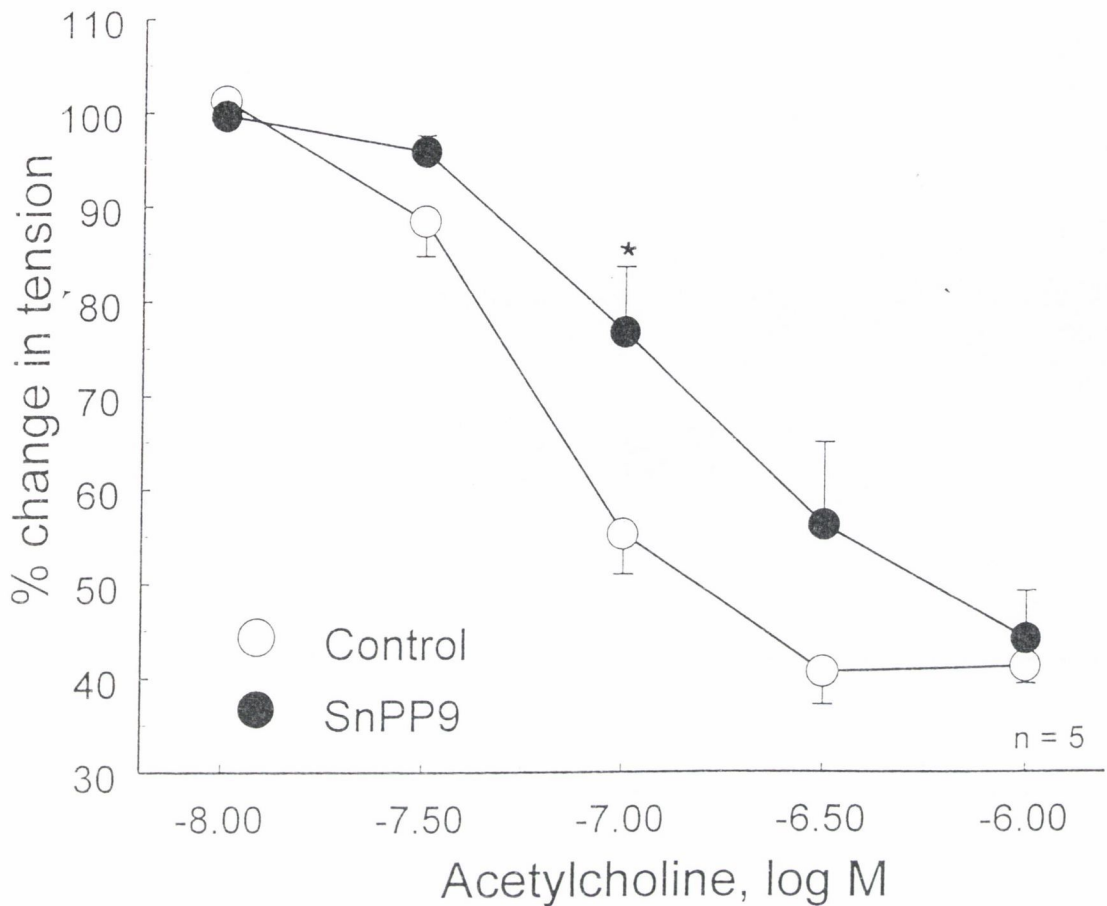 110
100
90
80
70
60
50
40
30
% change in tension
*
Control
SnPP9
n = 5
-8.00 -7.50 -7.00 -6.50 -6.00
Acetylcholine, log M